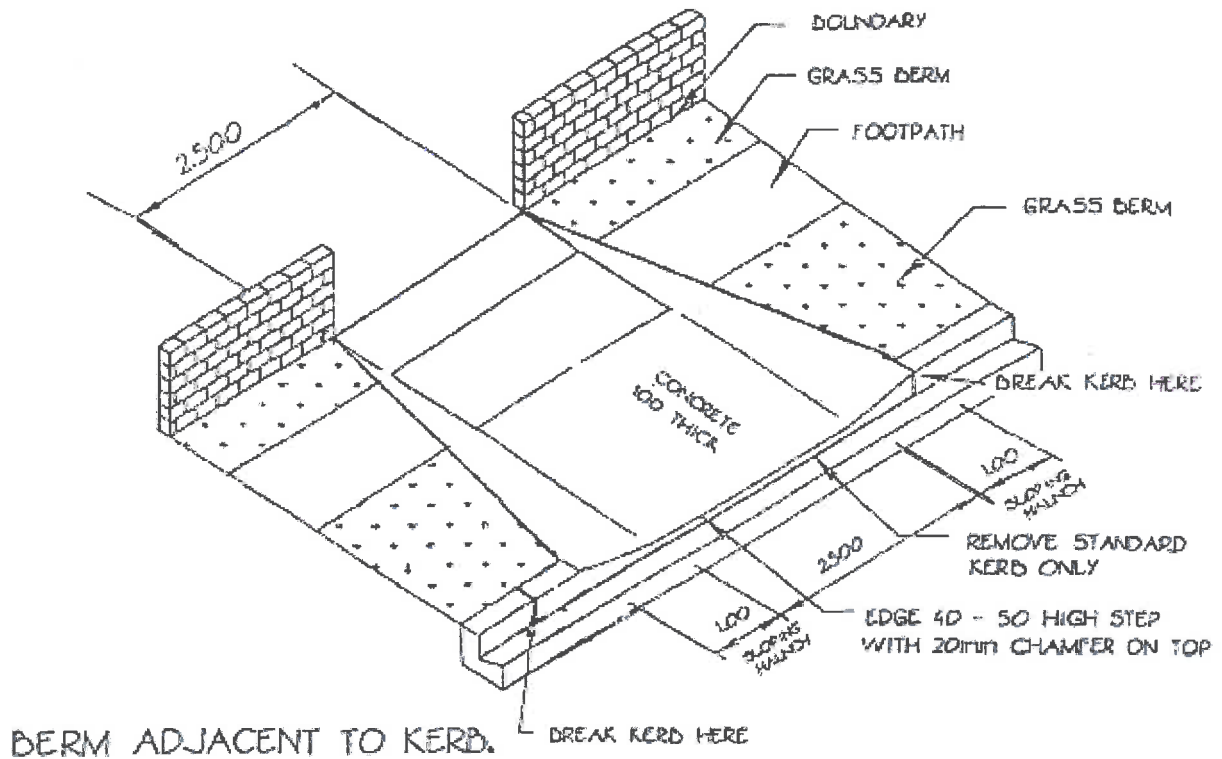 BOUNDARY
GRASS BERM
FOOTPATH
GRASS BERM
2.500
CONCRETE
100 THICK
BREAK KERB HERE
1.00
SLOPING
HAUNCH
2.500
REMOVE STANDARD
KERB ONLY
1.00
SLOPING
HAUNCH
EDGE 40 - 50 HIGH STEP
WITH 20mm CHAMFER ON TOP
BREAK KERB HERE
BERM ADJACENT TO KERB.